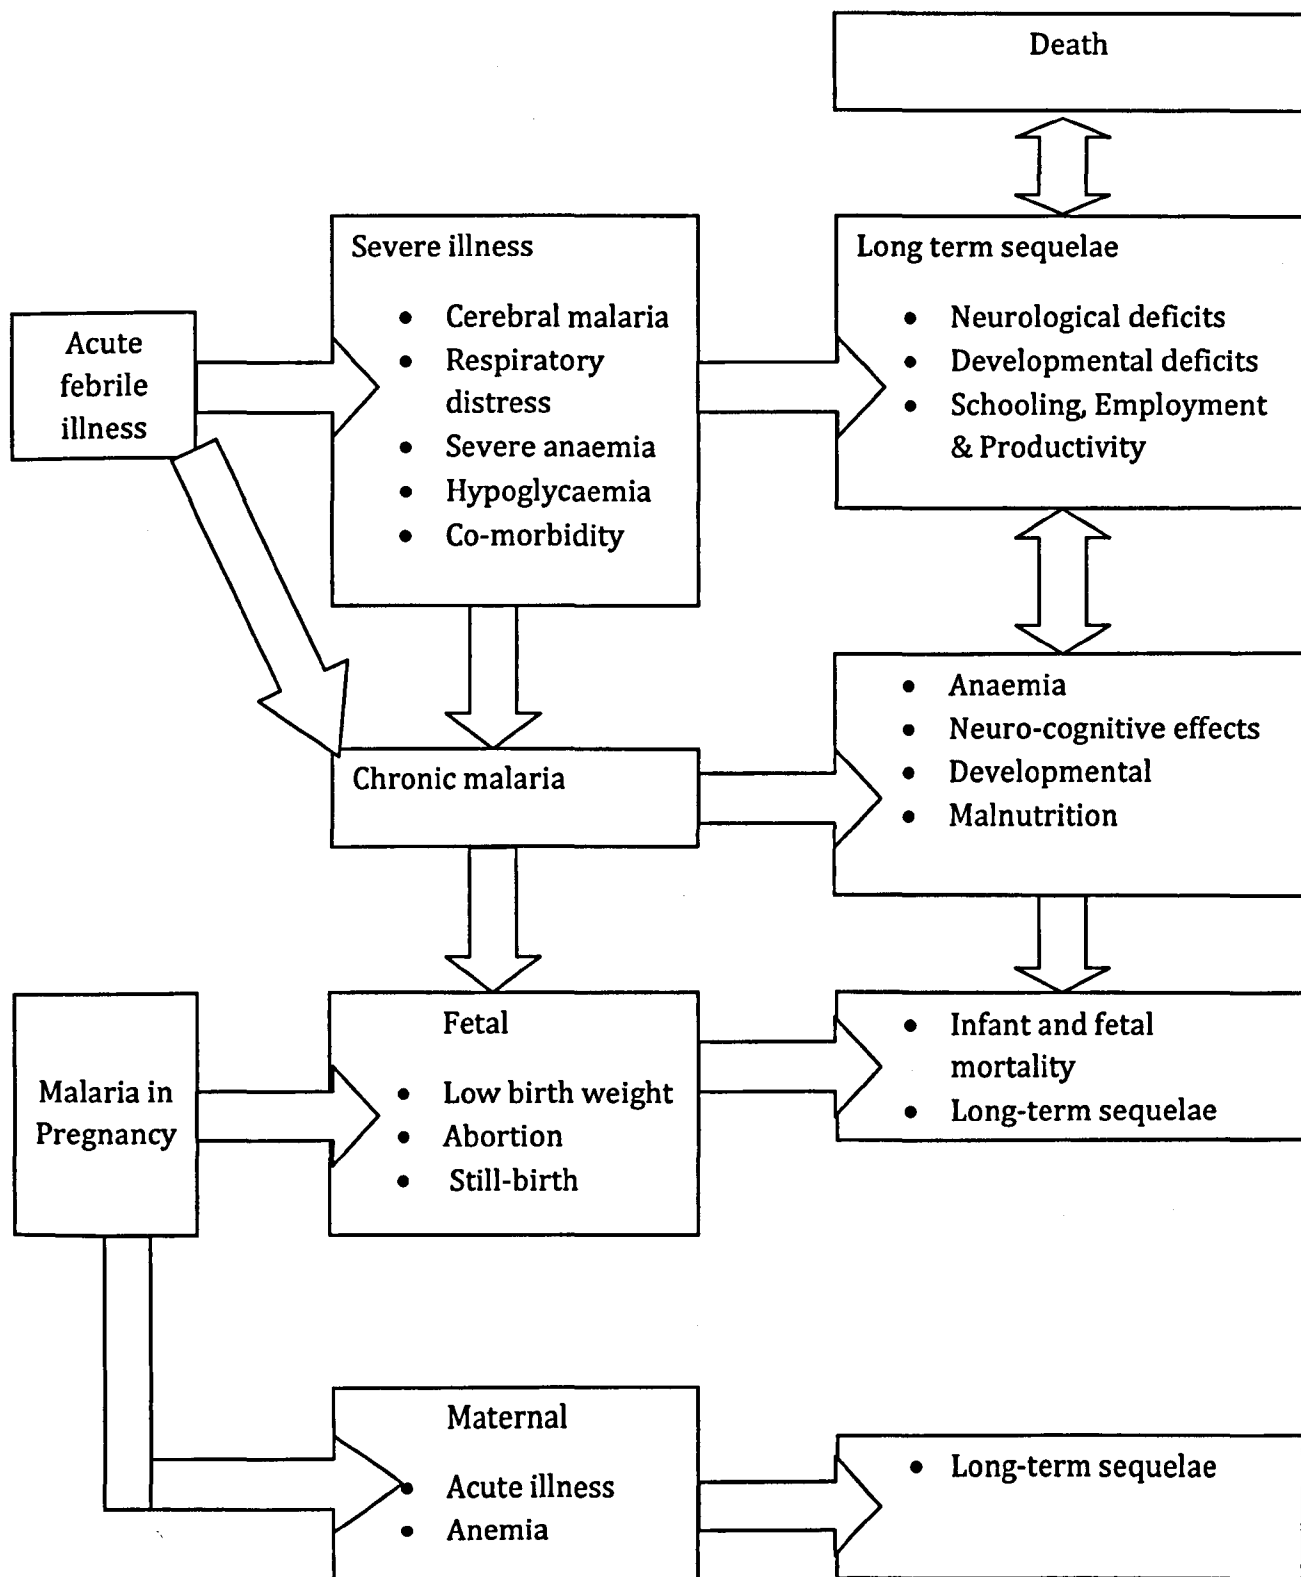 Death
Severe illness
• Cerebral malaria
• Respiratory
distress
• Severe anaemia
• Hypoglycaemia
• Co-morbidity
Long term sequelae
• Neurological deficits
• Developmental deficits
• Schooling, Employment
& Productivity
Acute
febrile
illness
• Anaemia
• Neuro-cognitive effects
• Developmental
• Malnutrition
Chronic malaria
Malaria in
Pregnancy
Fetal
• Low birth weight
• Abortion
• Still-birth
• Infant and fetal
mortality
• Long-term sequelae
Maternal
• Acute illness
• Anemia
• Long-term sequelae